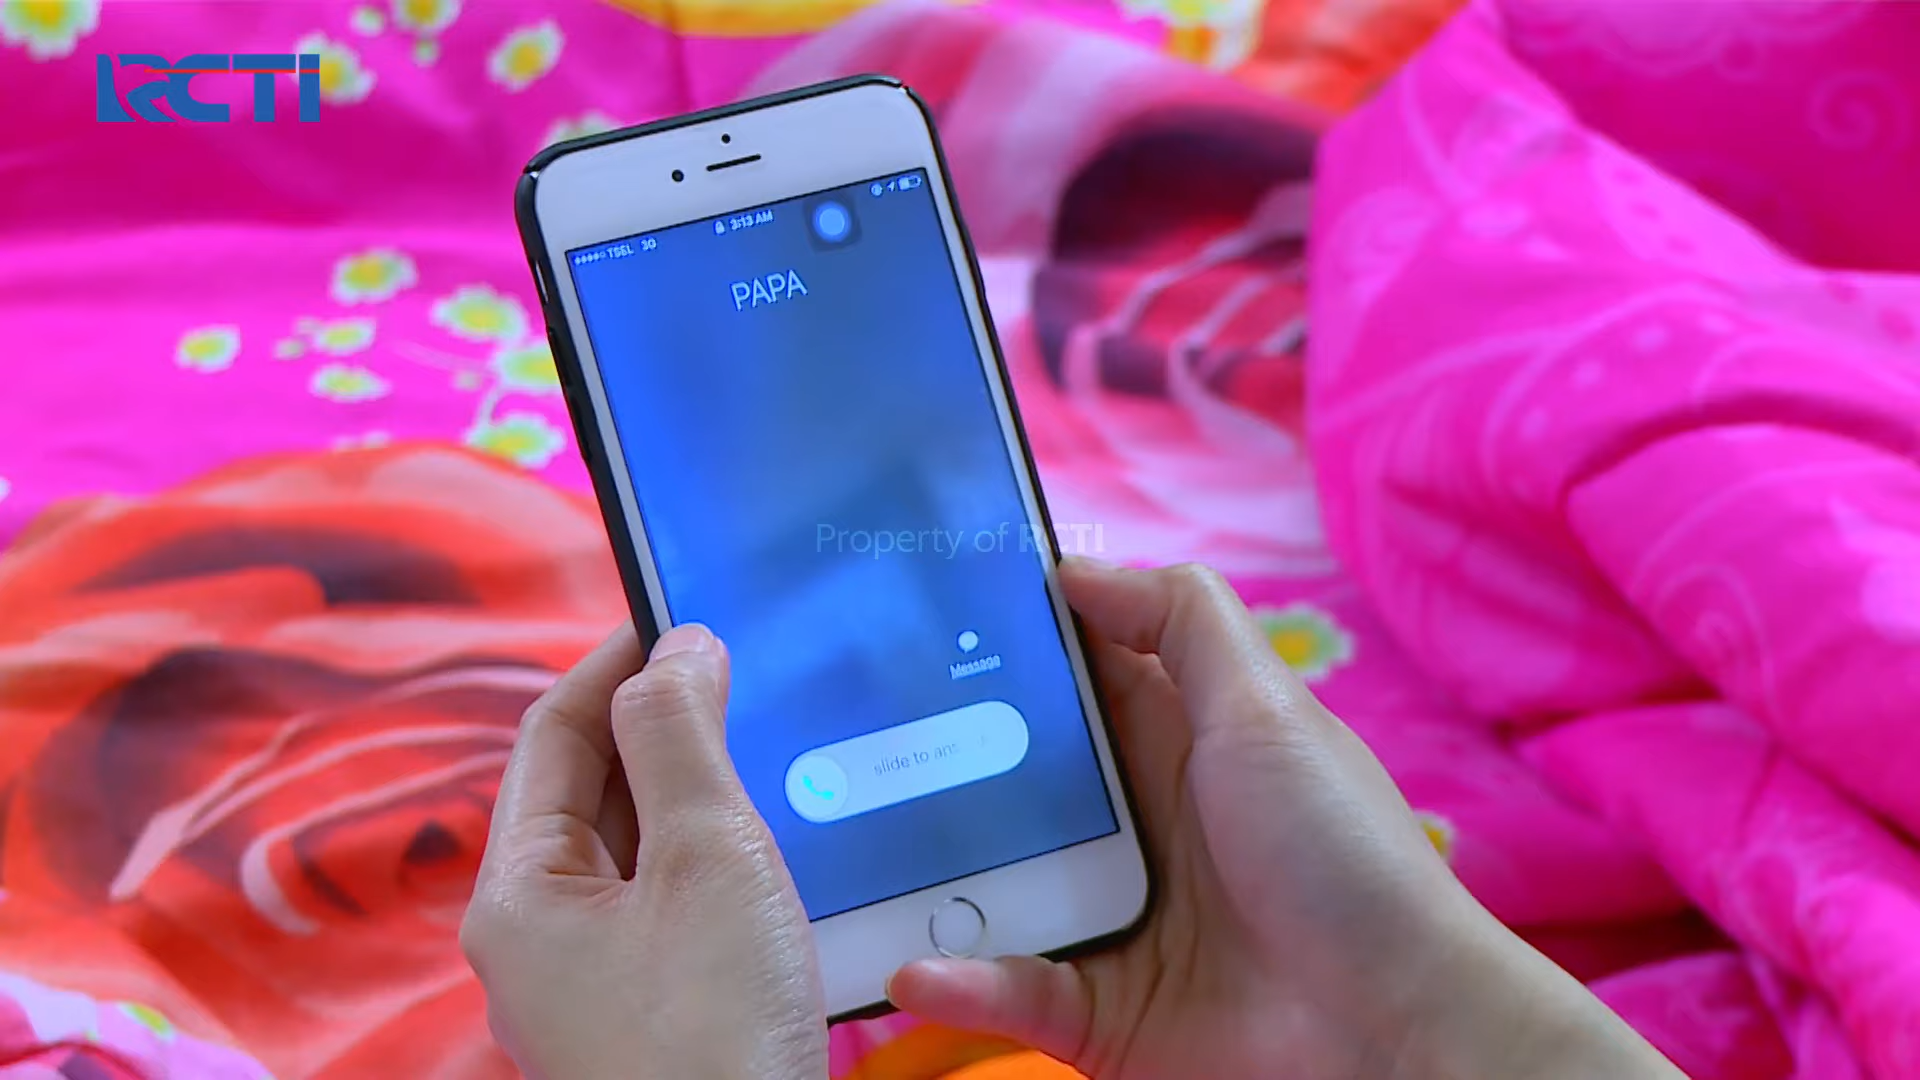 RCTI
3:13 AM
TSEL 3G
PAPA
Property of RCTI
Message
slide to